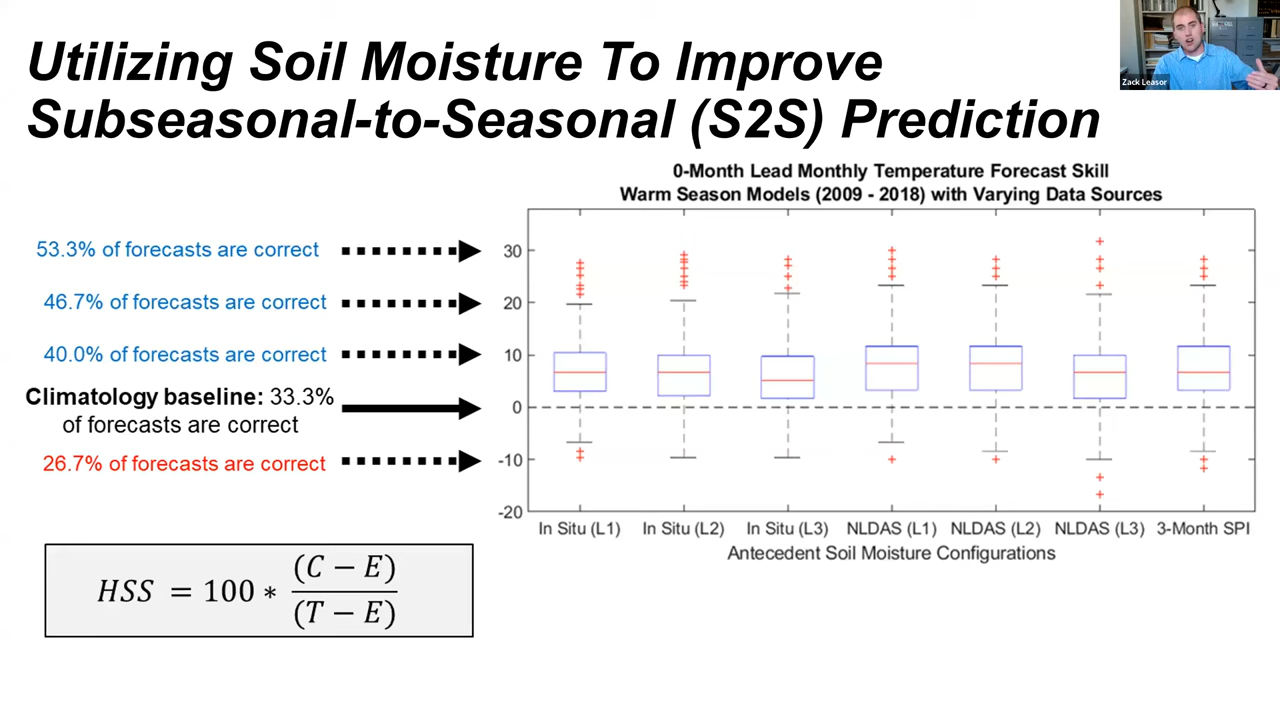 Utilizing Soil Moisture To Improve
Subseasonal-to-Seasonal (S2S) Prediction
Zack Leasor
53.3% of forecasts are correct
46.7% of forecasts are correct
40.0% of forecasts are correct
Climatology baseline: 33.3%
of forecasts are correct
26.7% of forecasts are correct
HSS = 100 * (C − E) / (T − E)
0-Month Lead Monthly Temperature Forecast Skill
Warm Season Models (2009 - 2018) with Varying Data Sources
30
20
10
0
-10
-20
In Situ (L1) In Situ (L2) In Situ (L3) NLDAS (L1) NLDAS (L2) NLDAS (L3) 3-Month SPI
Antecedent Soil Moisture Configurations